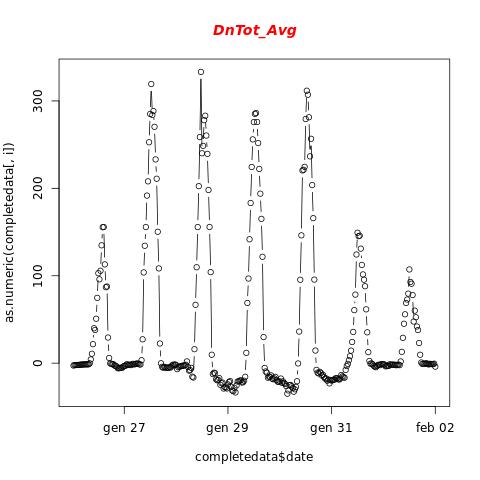 DnTot_Avg
as.numeric(completedata[, i])
300
200
100
0
gen 27
gen 29
gen 31
feb 02
completedata$date